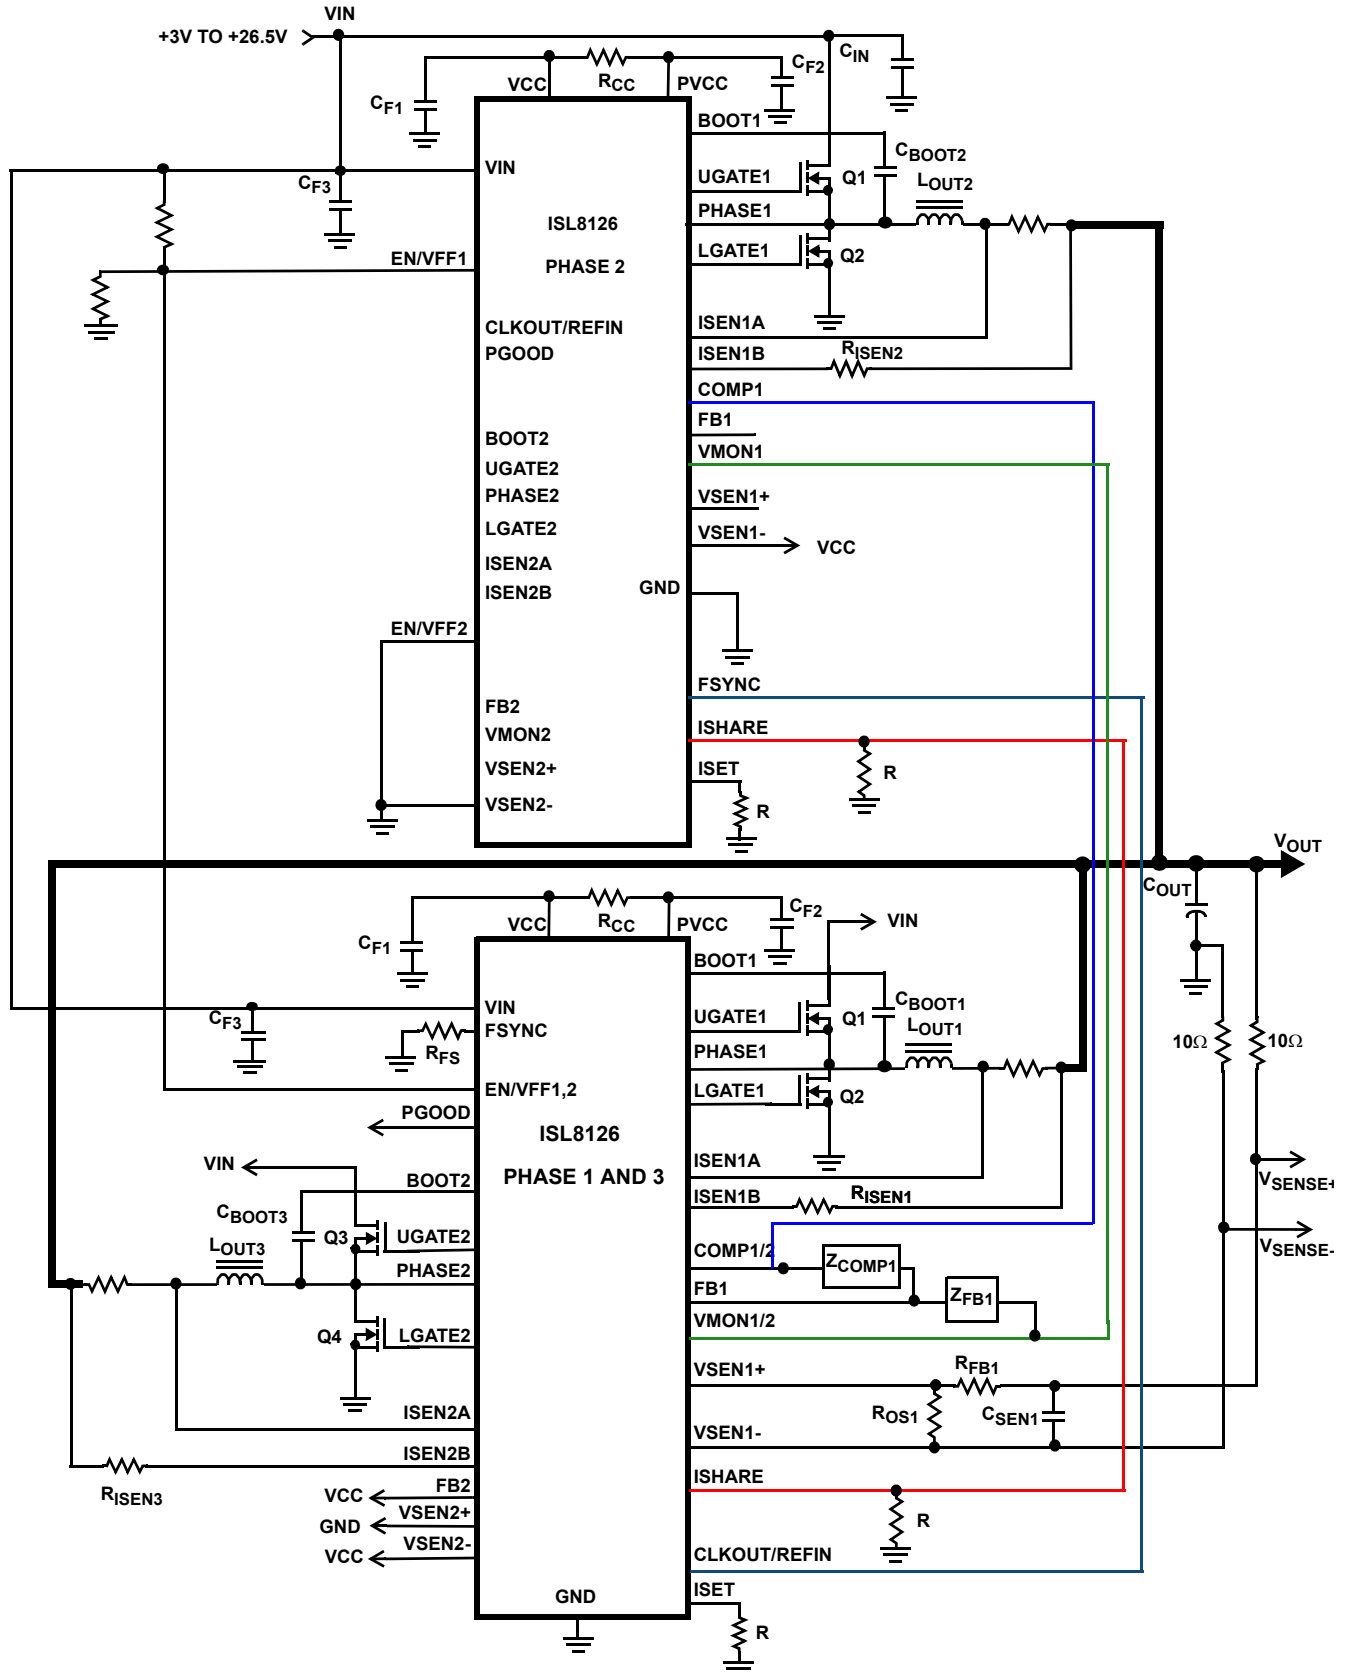 VIN
+3V TO +26.5V
CIN
CF2
RCC
VCC
PVCC
CF1
BOOT1
CBOOT2
LOUT2
VIN
UGATE1
Q1
CF3
PHASE1
ISL8126
EN/VFF1
LGATE1
Q2
PHASE 2
CLKOUT/REFIN
ISEN1A
PGOOD
ISEN1B
RISEN2
COMP1
FB1
BOOT2
VMON1
UGATE2
PHASE2
VSEN1+
LGATE2
VSEN1-
VCC
ISEN2A
ISEN2B
GND
EN/VFF2
FSYNC
FB2
ISHARE
VMON2
VSEN2+
ISET
R
VSEN2-
R
VOUT
COUT
CF2
RCC
VCC
PVCC
VIN
CF1
BOOT1
CBOOT1
LOUT1
VIN
CF3
UGATE1
Q1
FSYNC
RFS
10Ω
10Ω
PHASE1
EN/VFF1,2
LGATE1
Q2
PGOOD
ISL8126
VIN
ISEN1A
PHASE 1 AND 3
BOOT2
VSENSE+
ISEN1B
RISEN1
CBOOT3
Q3
UGATE2
LOUT3
COMP1/2
ZCOMP1
VSENSE-
PHASE2
FB1
ZFB1
VMON1/2
Q4
LGATE2
VSEN1+
RFB1
ISEN2A
ROS1
CSEN1
VSEN1-
ISEN2B
ISHARE
RISEN3
FB2
VCC
VSEN2+
GND
R
VSEN2-
VCC
CLKOUT/REFIN
GND
ISET
R